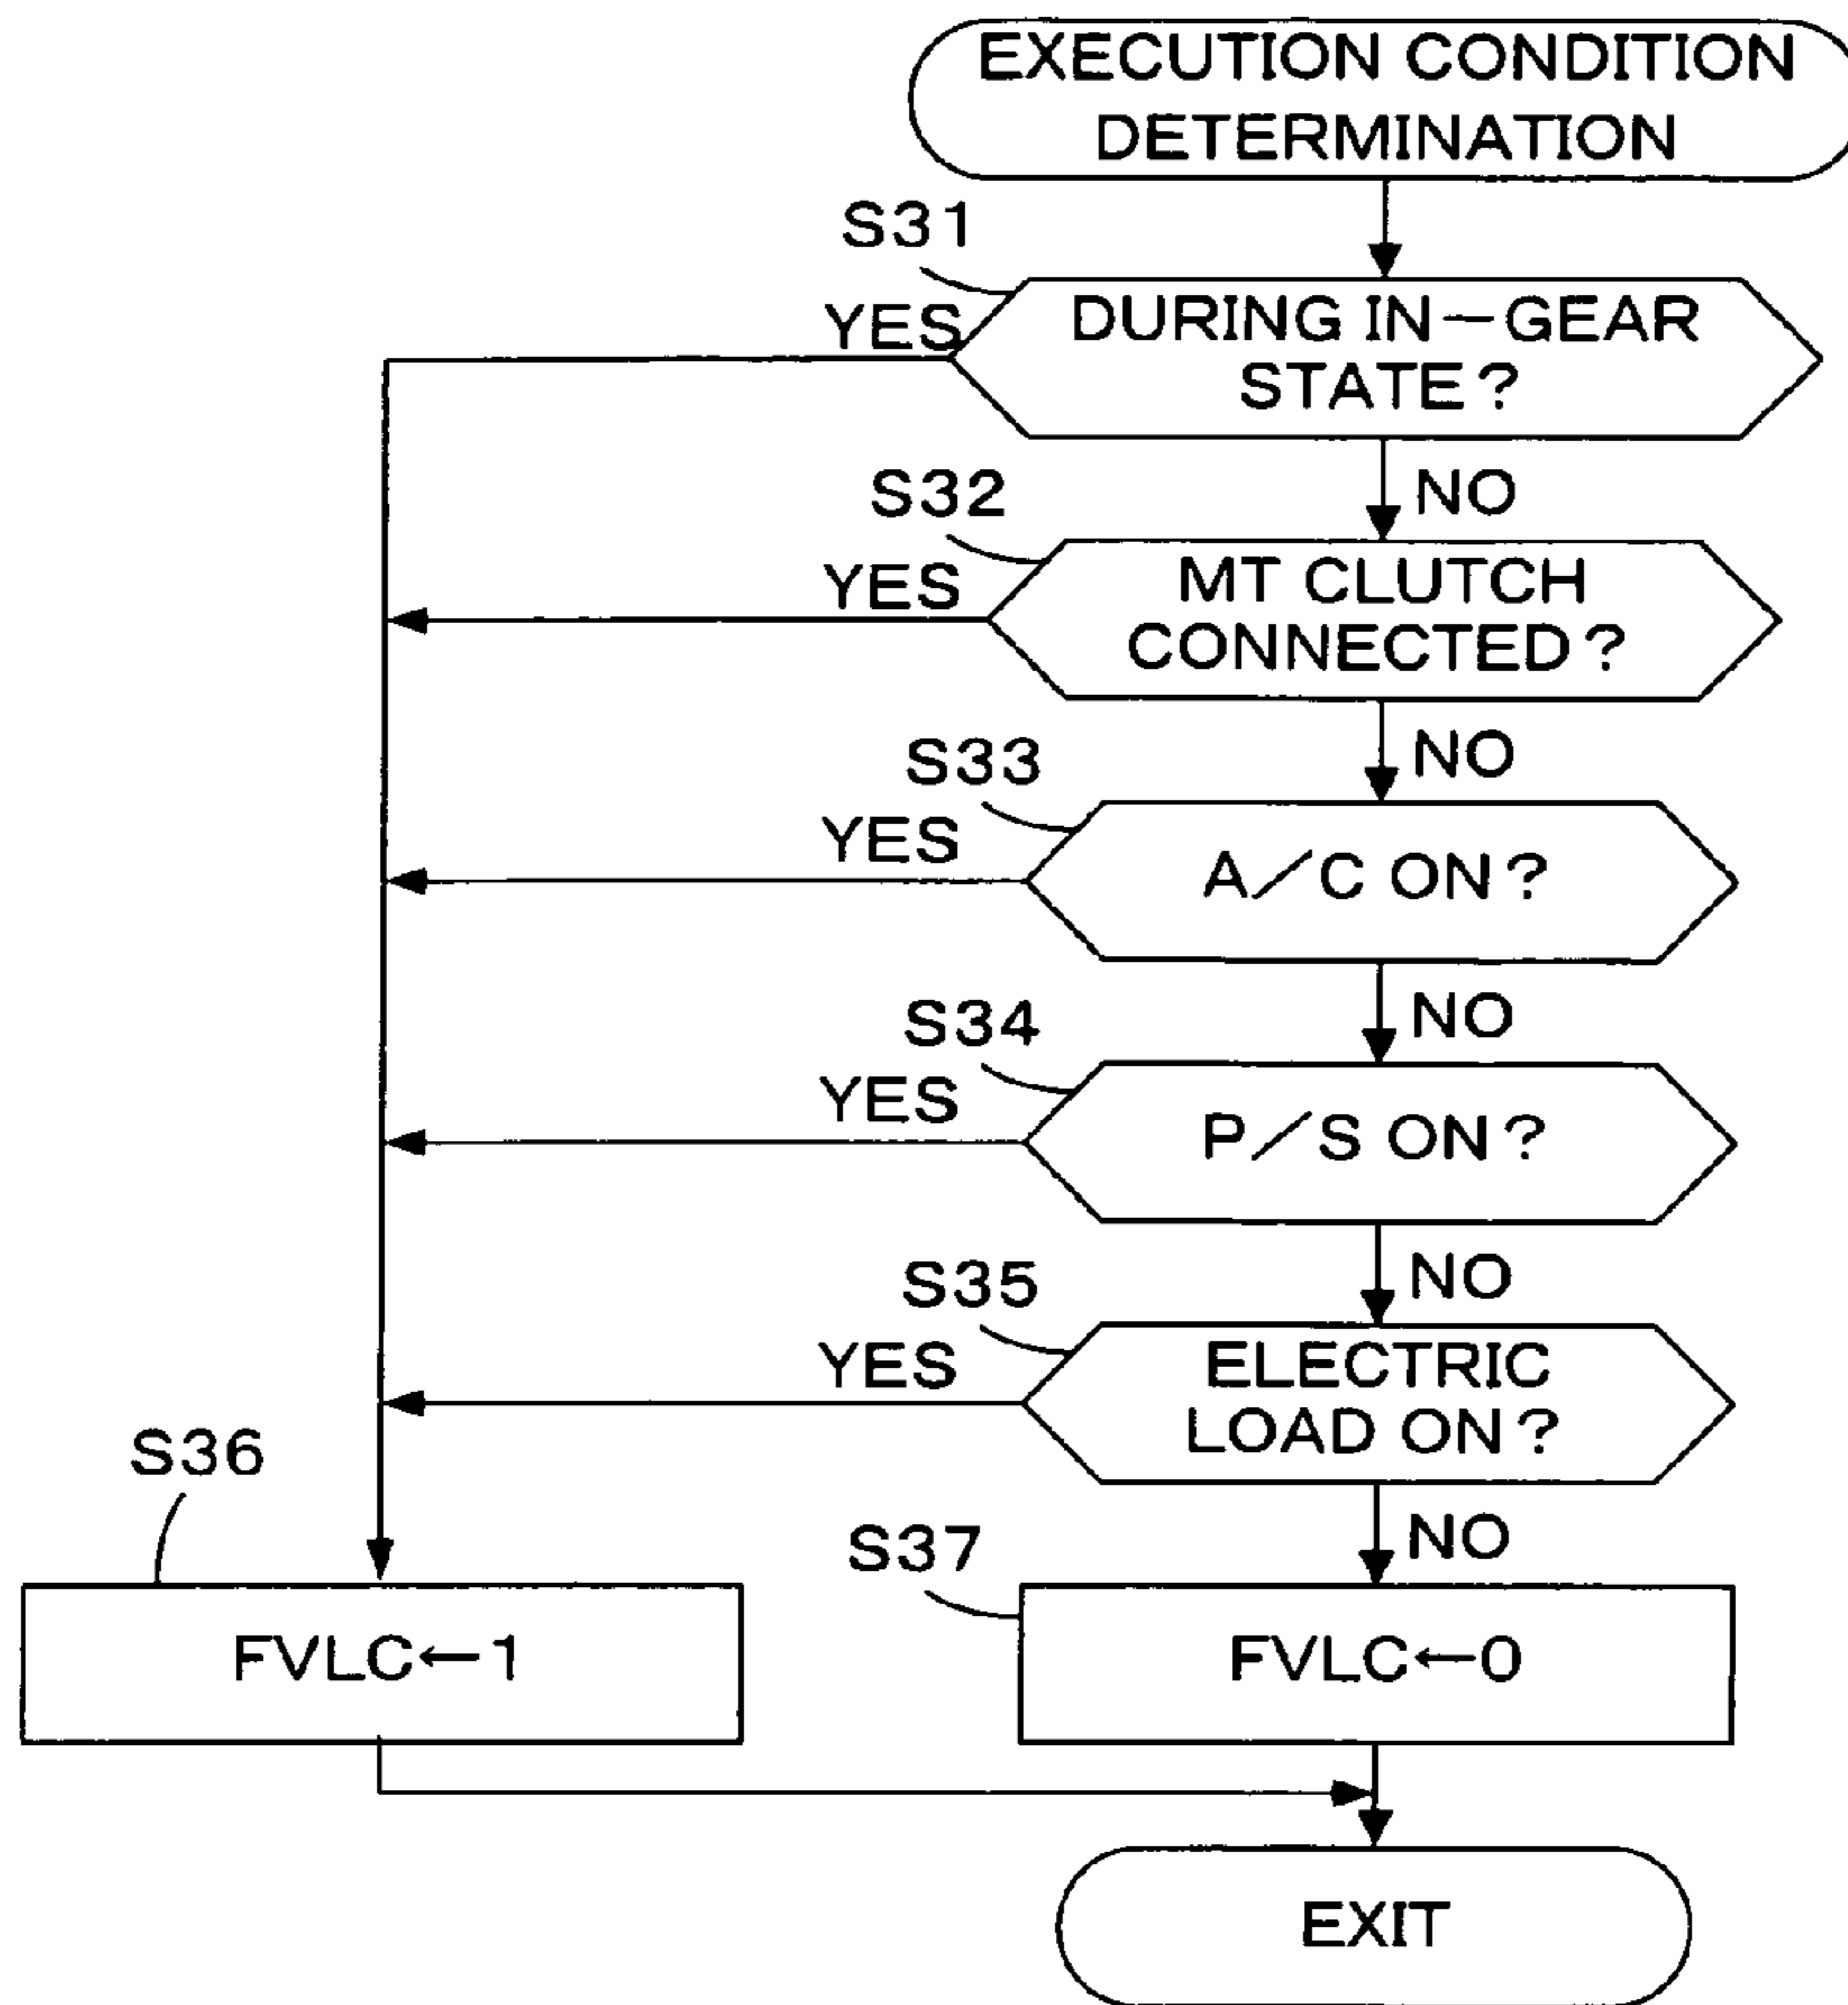 EXECUTION CONDITION
DETERMINATION
S31
YES
DURING IN—GEAR
STATE?
NO
S32
YES
MT CLUTCH
CONNECTED?
NO
S33
YES
A/C ON?
NO
S34
YES
P/S ON?
NO
S35
YES
ELECTRIC
LOAD ON?
NO
S36
FVLC←1
S37
FVLC←0
EXIT